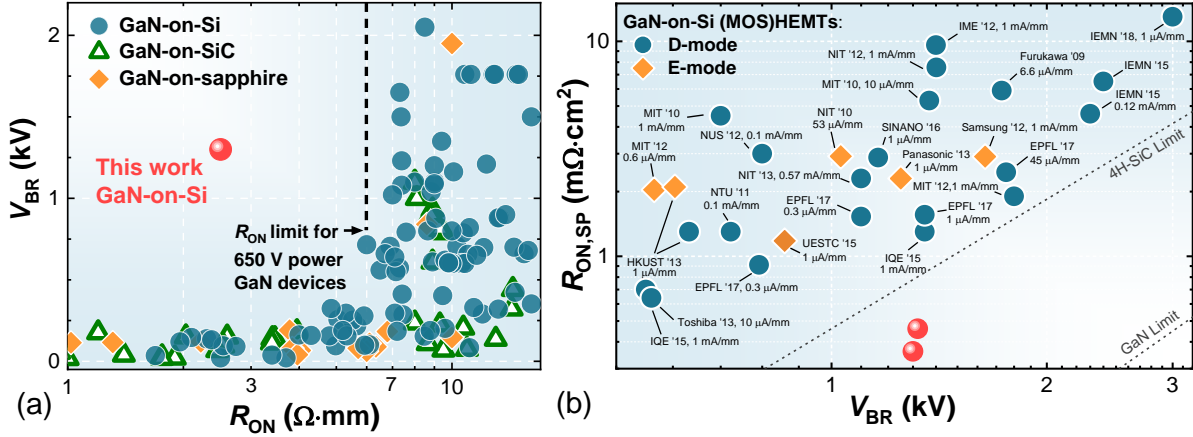 GaN-on-Si
GaN-on-SiC
GaN-on-sapphire
This work
GaN-on-Si
R_ON limit for
650 V power
GaN devices
V_BR (kV)
2
1
0
1
3
7
10
R_ON (Ω·mm)
(a)
GaN-on-Si (MOS)HEMTs:
D-mode
E-mode
IME '12, 1 mA/mm
NIT '12, 1 mA/mm
MIT '10, 10 µA/mm
Furukawa '09
6.6 µA/mm
IEMN '18, 1 µA/mm
IEMN '15
IEMN '15
0.12 mA/mm
MIT '10
1 mA/mm
NUS '12, 0.1 mA/mm
NIT '10
53 µA/mm
SINANO '16
1 µA/mm
Samsung '12, 1 mA/mm
MIT '12
0.6 µA/mm
Panasonic '13
1 µA/mm
EPFL '17
45 µA/mm
NIT '13, 0.57 mA/mm
MIT '12,1 mA/mm
NTU '11
0.1 mA/mm
EPFL '17
0.3 µA/mm
EPFL '17
1 µA/mm
HKUST '13
1 µA/mm
UESTC '15
1 µA/mm
IQE '15
1 mA/mm
EPFL '17, 0.3 µA/mm
Toshiba '13, 10 µA/mm
IQE '15, 1 mA/mm
4H-SiC Limit
GaN Limit
R_ON,SP (mΩ·cm²)
10
1
1
2
3
V_BR (kV)
(b)